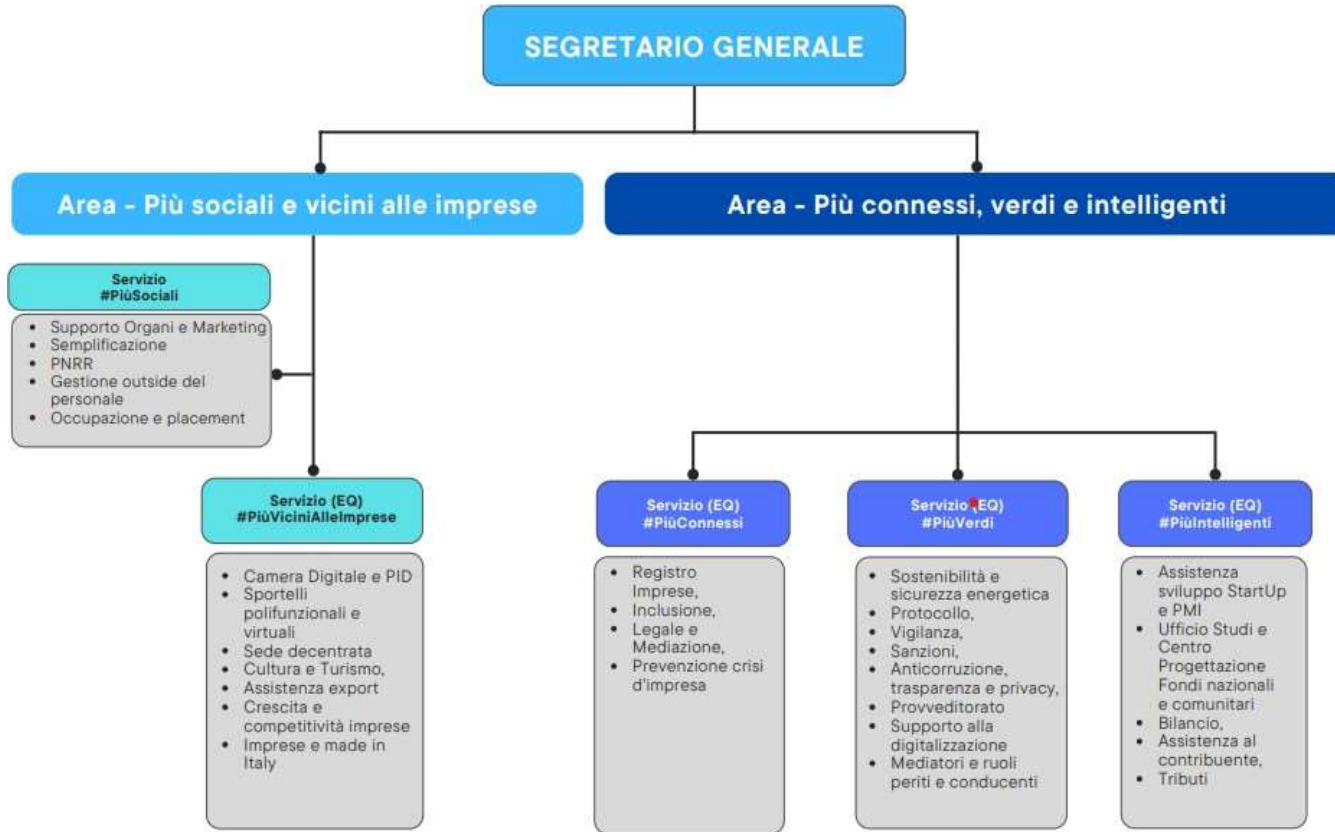 SEGRETARIO GENERALE
Area - Più sociali e vicini alle imprese
Area - Più connessi, verdi e intelligenti
Servizio
#PiùSociali
• Supporto Organi e Marketing
• Semplificazione
• PNRR
• Gestione outside del
personale
• Occupazione e placement
Servizio (EQ)
#PiùViciniAlleImprese
• Camera Digitale e PID
• Sportelli
polifunzionali e
virtuali
• Sede decentrata
• Cultura e Turismo,
• Assistenza export
• Crescita e
competitività imprese
• Imprese e made in
Italy
Servizio (EQ)
#PiùConnessi
• Registro
Imprese,
• Inclusione,
• Legale e
Mediazione,
• Prevenzione crisi
d'impresa
Servizio (EQ)
#PiùVerdi
• Sostenibilità e
sicurezza energetica
• Protocollo,
• Vigilanza,
• Sanzioni,
• Anticorruzione,
trasparenza e privacy,
• Provveditorato
• Supporto alla
digitalizzazione
• Mediatori e ruoli
periti e conducenti
Servizio (EQ)
#PiùIntelligenti
• Assistenza
sviluppo StartUp
e PMI
• Ufficio Studi e
Centro
Progettazione
Fondi nazionali
e comunitari
• Bilancio,
• Assistenza al
contribuente,
• Tributi